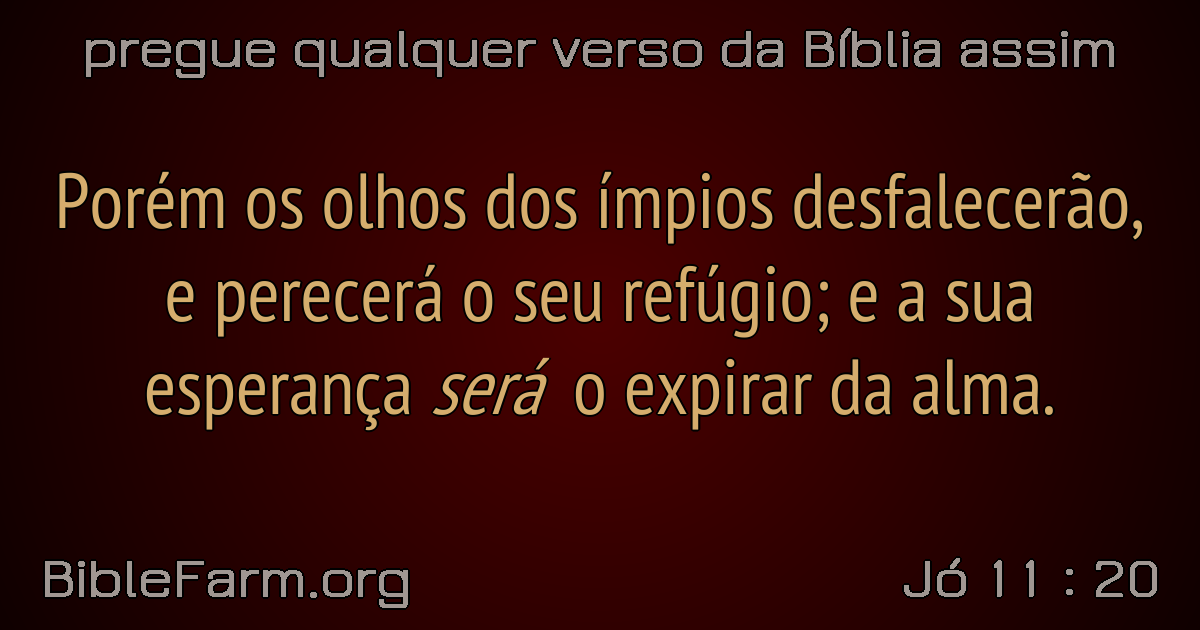 pregue qualquer verso da Bíblia assim
Porém os olhos dos ímpios desfalecerão,
e perecerá o seu refúgio; e a sua
esperança será o expirar da alma.
BibleFarm.org
Jó 11 : 20